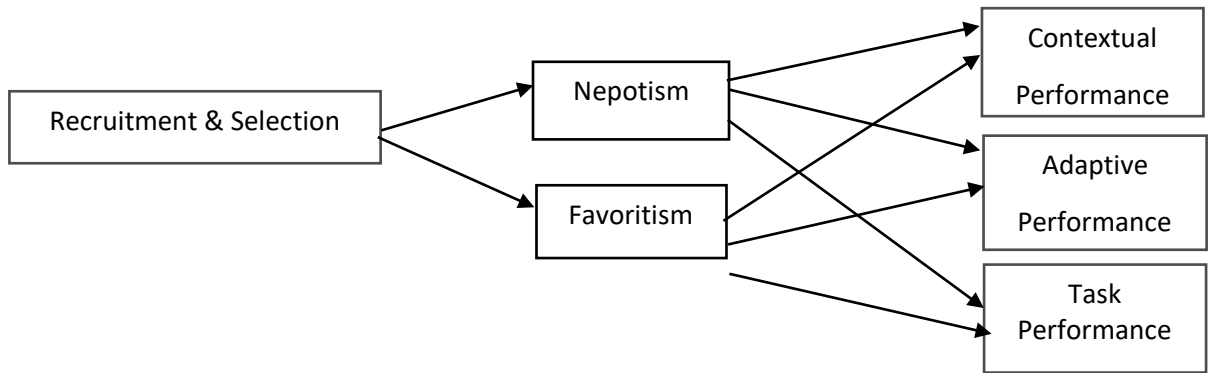 Recruitment & Selection
Nepotism
Favoritism
Contextual
Performance
Adaptive
Performance
Task
Performance